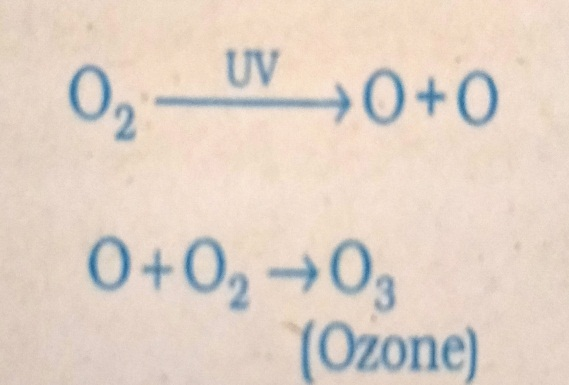 O₂ —UV→ O + O
O + O₂ → O₃
(Ozone)